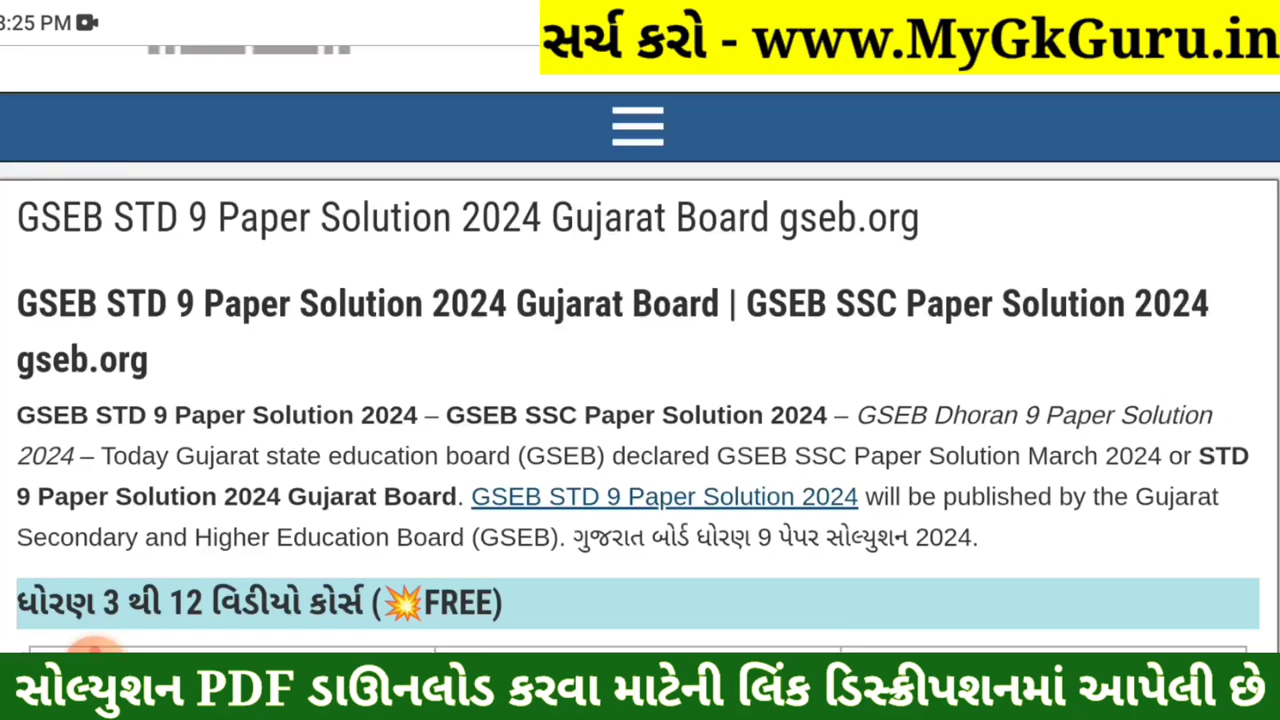 3:25 PM
સર્ચ કરો - www.MyGkGuru.in
GSEB STD 9 Paper Solution 2024 Gujarat Board gseb.org
GSEB STD 9 Paper Solution 2024 Gujarat Board | GSEB SSC Paper Solution 2024
gseb.org
GSEB STD 9 Paper Solution 2024 – GSEB SSC Paper Solution 2024 – GSEB Dhoran 9 Paper Solution
2024 – Today Gujarat state education board (GSEB) declared GSEB SSC Paper Solution March 2024 or STD
9 Paper Solution 2024 Gujarat Board. GSEB STD 9 Paper Solution 2024 will be published by the Gujarat
Secondary and Higher Education Board (GSEB). ગુજરાત બોર્ડ ધોરણ 9 પેપર સોલ્યુશન 2024.
ધોરણ 3 થી 12 વિડીયો કોર્સ (💥FREE)
સોલ્યુશન PDF ડાઊનલોડ કરવા માટેની લિંક ડિસ્ક્રીપશનમાં આપેલી છે